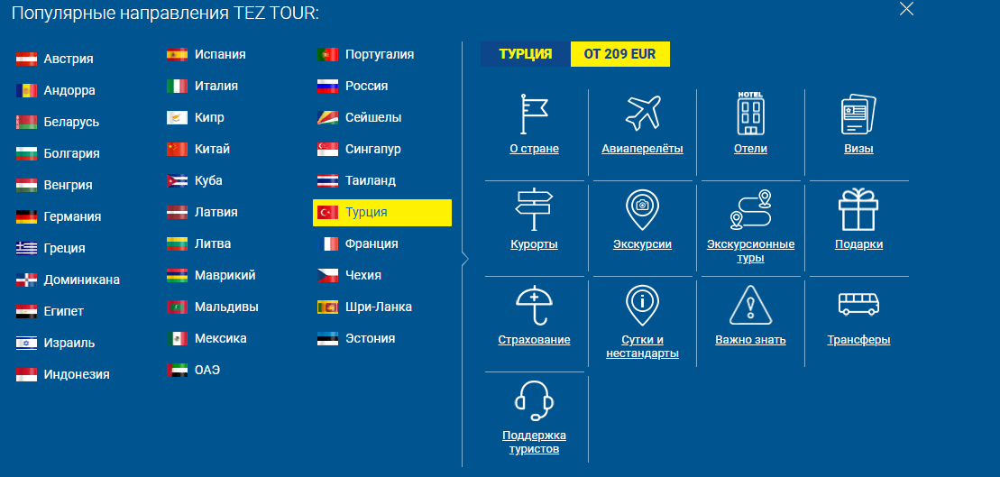 Популярные направления TEZ TOUR:
Австрия
Андорра
Беларусь
Болгария
Венгрия
Германия
Греция
Доминикана
Египет
Израиль
Индонезия
Испания
Италия
Кипр
Китай
Куба
Латвия
Литва
Маврикий
Мальдивы
Мексика
ОАЭ
Португалия
Россия
Сейшелы
Сингапур
Таиланд
Турция
Франция
Чехия
Шри-Ланка
Эстония
ТУРЦИЯ ОТ 209 EUR
О стране
Авиаперелёты
HOTEL
Отели
Визы
Курорты
Экскурсии
Экскурсионные
туры
Подарки
Страхование
Сутки и
нестандарты
Важно знать
Трансферы
Поддержка
туристов